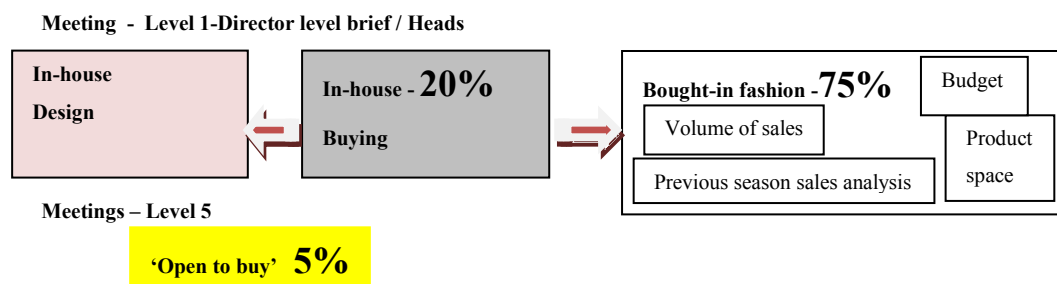 Meeting - Level 1-Director level brief / Heads
In-house
Design
In-house - 20%
Buying
Bought-in fashion -75%
Budget
Volume of sales
Product
space
Previous season sales analysis
Meetings – Level 5
‘Open to buy’ 5%